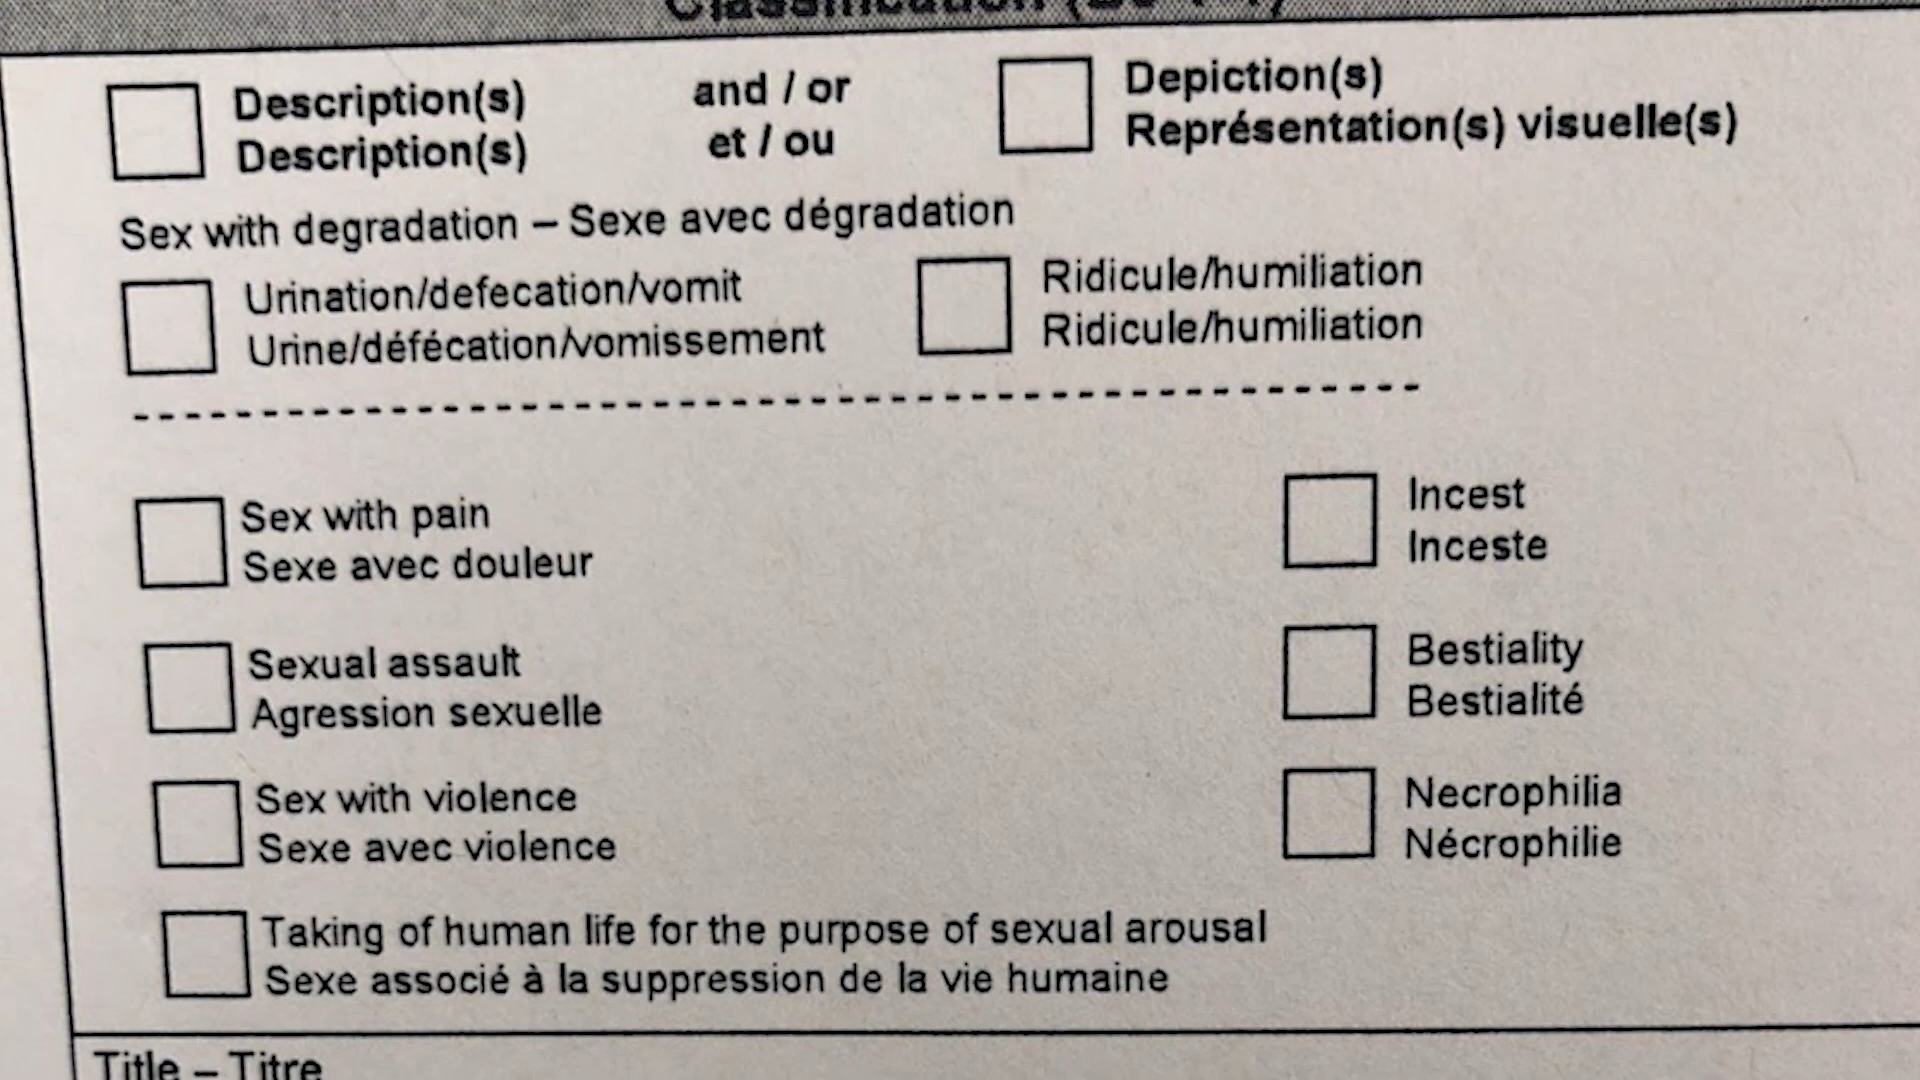 Classification
Description(s) and / or Depiction(s)
Description(s) et / ou Représentation(s) visuelle(s)
Sex with degradation – Sexe avec dégradation
Urination/defecation/vomit Ridicule/humiliation
Urine/défécation/vomissement Ridicule/humiliation
Sex with pain Incest
Sexe avec douleur Inceste
Sexual assault Bestiality
Agression sexuelle Bestialité
Sex with violence Necrophilia
Sexe avec violence Nécrophilie
Taking of human life for the purpose of sexual arousal
Sexe associé à la suppression de la vie humaine
Title – Titre